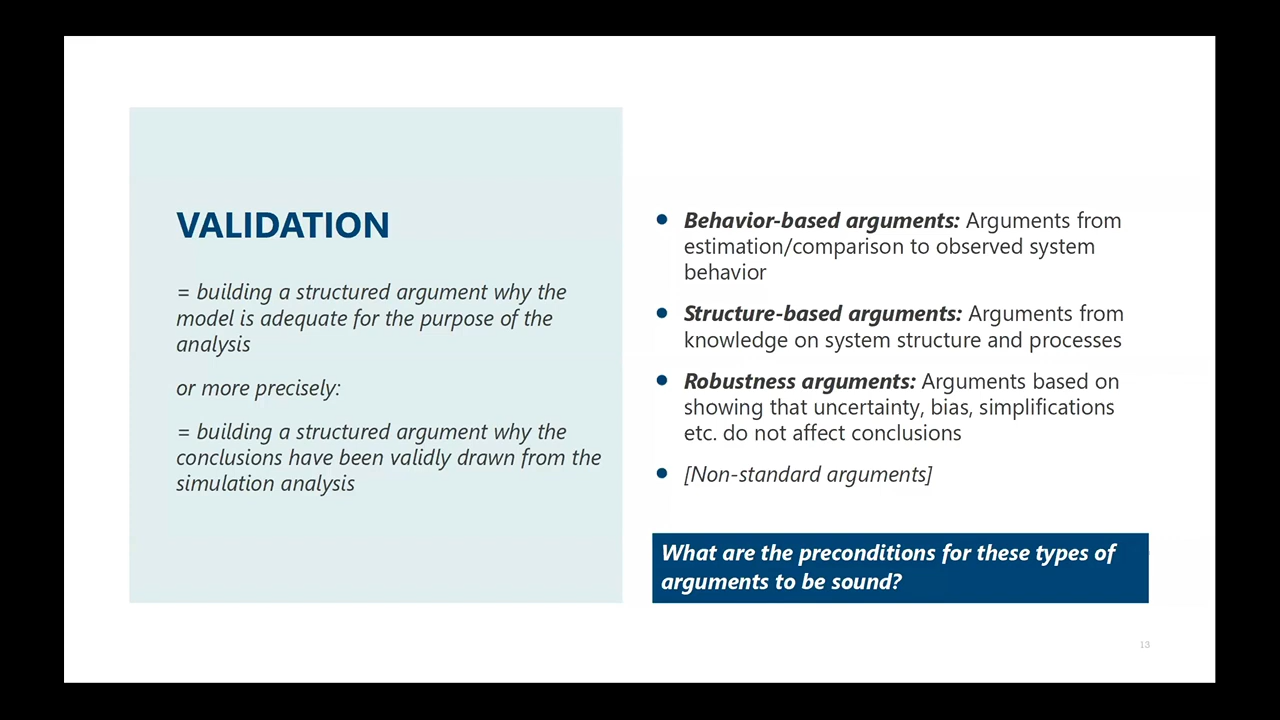 VALIDATION
= building a structured argument why the
model is adequate for the purpose of the
analysis
or more precisely:
= building a structured argument why the
conclusions have been validly drawn from the
simulation analysis
● Behavior-based arguments: Arguments from
estimation/comparison to observed system
behavior
● Structure-based arguments: Arguments from
knowledge on system structure and processes
● Robustness arguments: Arguments based on
showing that uncertainty, bias, simplifications
etc. do not affect conclusions
● [Non-standard arguments]
What are the preconditions for these types of
arguments to be sound?
13